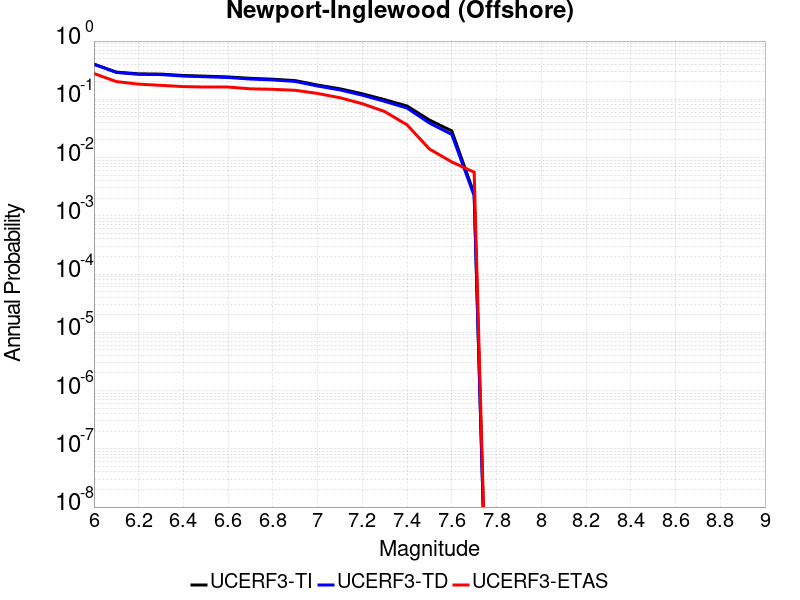 Newport-Inglewood (Offshore)
10^0
10^-1
10^-2
10^-3
10^-4
10^-5
10^-6
10^-7
10^-8
Annual Probability
6 6.2 6.4 6.6 6.8 7 7.2 7.4 7.6 7.8 8 8.2 8.4 8.6 8.8 9
Magnitude
UCERF3-TI UCERF3-TD UCERF3-ETAS